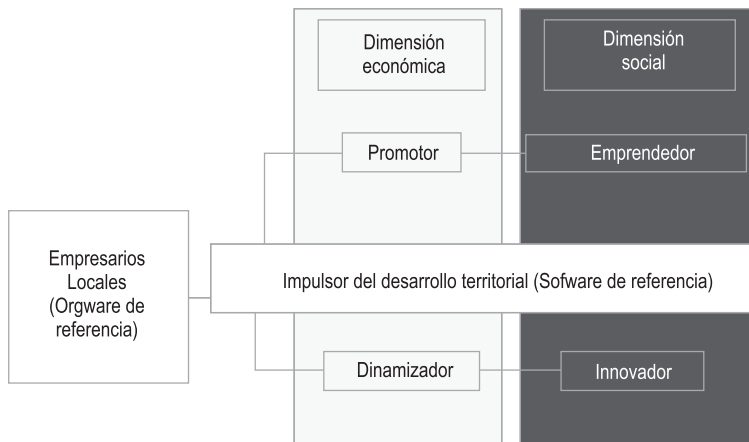 Dimensión
económica
Dimensión
social
Promotor
Emprendedor
Empresarios
Locales
(Orgware de
referencia)
Impulsor del desarrollo territorial (Sofware de referencia)
Dinamizador
Innovador